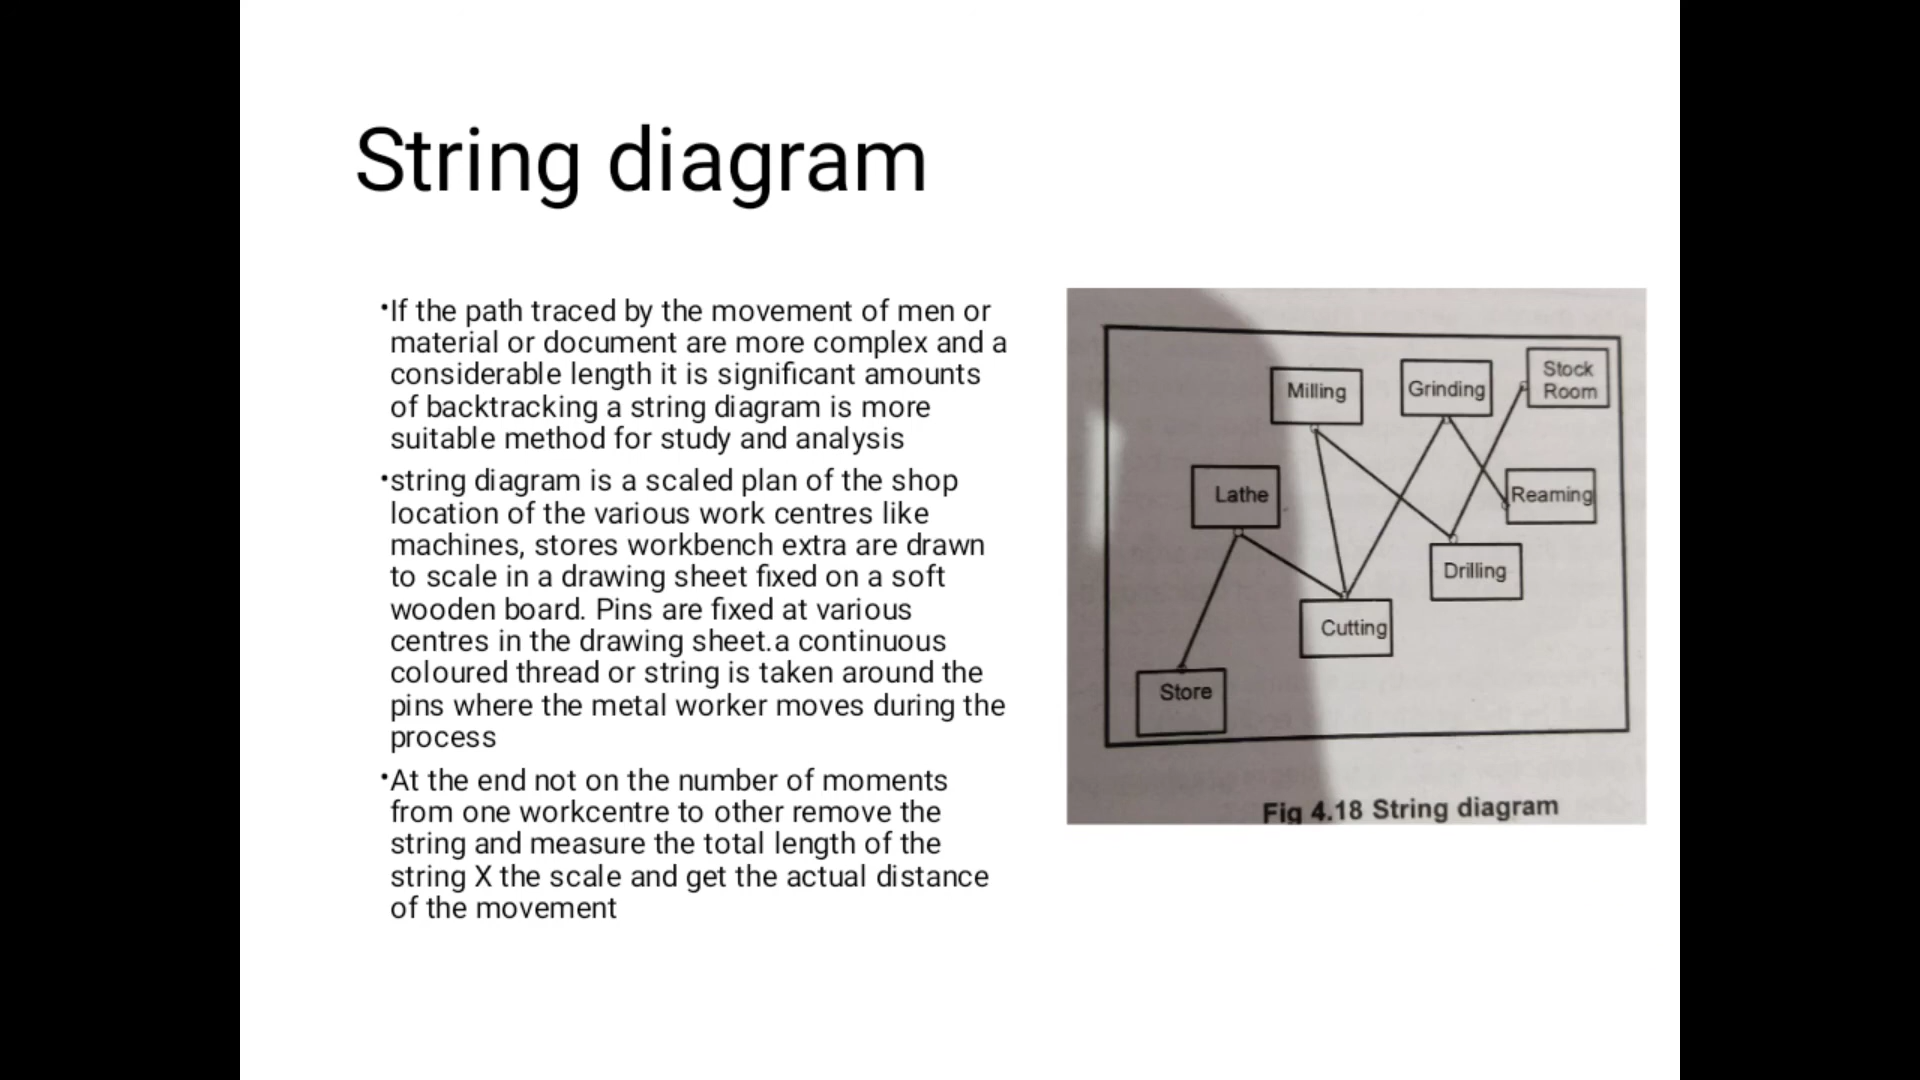 String diagram
•If the path traced by the movement of men or
material or document are more complex and a
considerable length it is significant amounts
of backtracking a string diagram is more
suitable method for study and analysis
•string diagram is a scaled plan of the shop
location of the various work centres like
machines, stores workbench extra are drawn
to scale in a drawing sheet fixed on a soft
wooden board. Pins are fixed at various
centres in the drawing sheet.a continuous
coloured thread or string is taken around the
pins where the metal worker moves during the
process
•At the end not on the number of moments
from one workcentre to other remove the
string and measure the total length of the
string X the scale and get the actual distance
of the movement
Milling
Grinding
Stock
Room
Lathe
Reaming
Drilling
Cutting
Store
Fig 4.18 String diagram